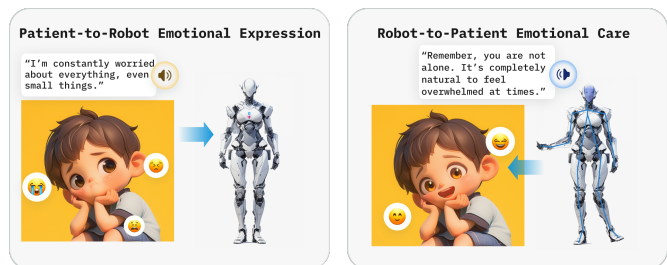 Patient-to-Robot Emotional Expression
“I’m constantly worried
about everything, even
small things.”
Robot-to-Patient Emotional Care
“Remember, you are not
alone. It’s completely
natural to feel
overwhelmed at times.”